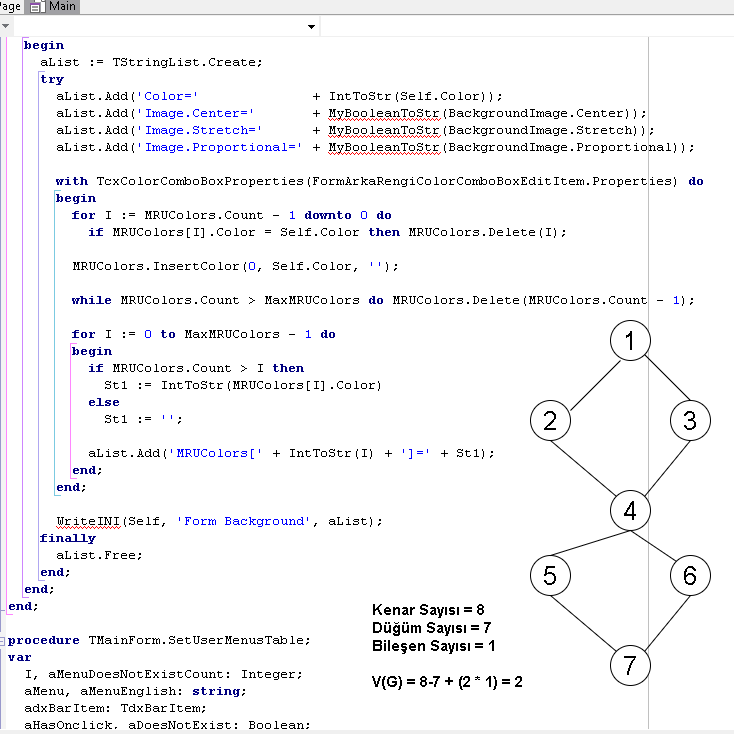 Page Main
begin
aList := TStringList.Create;
try
aList.Add('Color=' + IntToStr(Self.Color));
aList.Add('Image.Center=' + MyBooleanToStr(BackgroundImage.Center));
aList.Add('Image.Stretch=' + MyBooleanToStr(BackgroundImage.Stretch));
aList.Add('Image.Proportional=' + MyBooleanToStr(BackgroundImage.Proportional));
with TcxColorComboBoxProperties(FormArkaRengiColorComboBoxEditItem.Properties) do
begin
for I := MRUColors.Count - 1 downto 0 do
if MRUColors[I].Color = Self.Color then MRUColors.Delete(I);
MRUColors.InsertColor(0, Self.Color, '');
while MRUColors.Count > MaxMRUColors do MRUColors.Delete(MRUColors.Count - 1);
for I := 0 to MaxMRUColors - 1 do
begin
if MRUColors.Count > I then
St1 := IntToStr(MRUColors[I].Color)
else
St1 := '';
aList.Add('MRUColors[' + IntToStr(I) + ']=' + St1);
end;
end;
WriteINI(Self, 'Form Background', aList);
finally
aList.Free;
end;
end;
end;
procedure TMainForm.SetUserMenusTable;
var
I, aMenuDoesNotExistCount: Integer;
aMenu, aMenuEnglish: string;
adxBarItem: TdxBarItem;
aHasOnclick, aDoesNotExist: Boolean;
1
2 3
4
5 6
7
Kenar Sayısı = 8
Düğüm Sayısı = 7
Bileşen Sayısı = 1
V(G) = 8-7 + (2 * 1) = 2